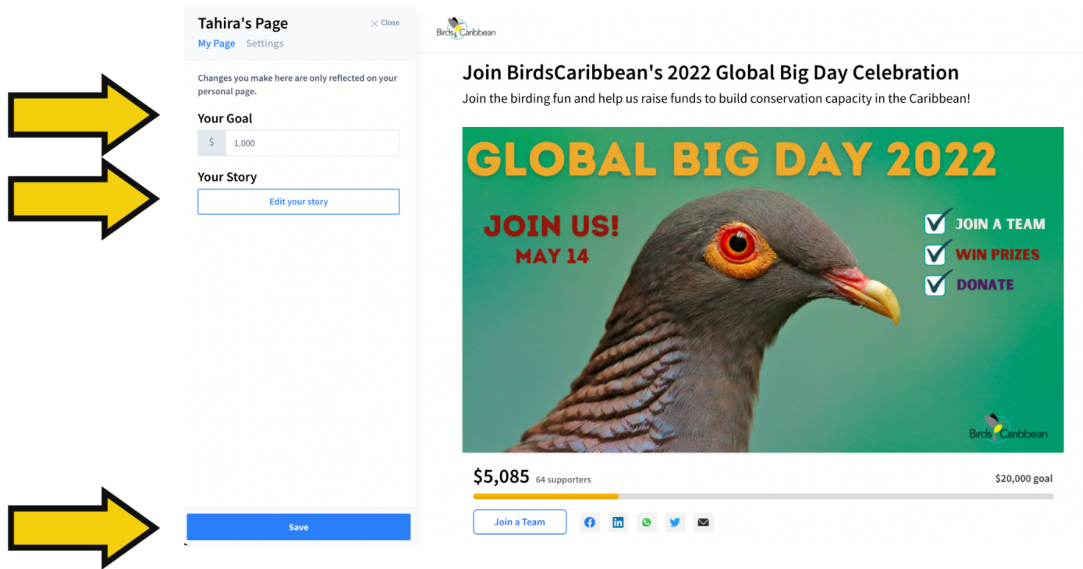 Tahira's Page
Close
My Page Settings
Changes you make here are only reflected on your
personal page.
Your Goal
$ 1,000
Your Story
Edit your story
Save
BirdsCaribbean
Join BirdsCaribbean's 2022 Global Big Day Celebration
Join the birding fun and help us raise funds to build conservation capacity in the Caribbean!
GLOBAL BIG DAY 2022
JOIN US!
MAY 14
JOIN A TEAM
WIN PRIZES
DONATE
BirdsCaribbean
$5,085 64 supporters
$20,000 goal
Join a Team